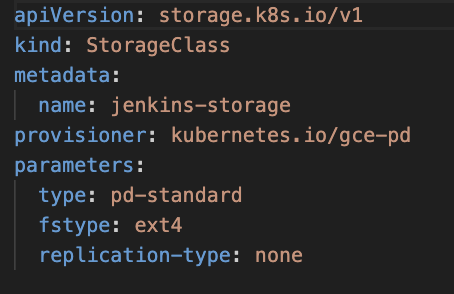 apiVersion: storage.k8s.io/v1
kind: StorageClass
metadata:
  name: jenkins-storage
provisioner: kubernetes.io/gce-pd
parameters:
  type: pd-standard
  fstype: ext4
  replication-type: none